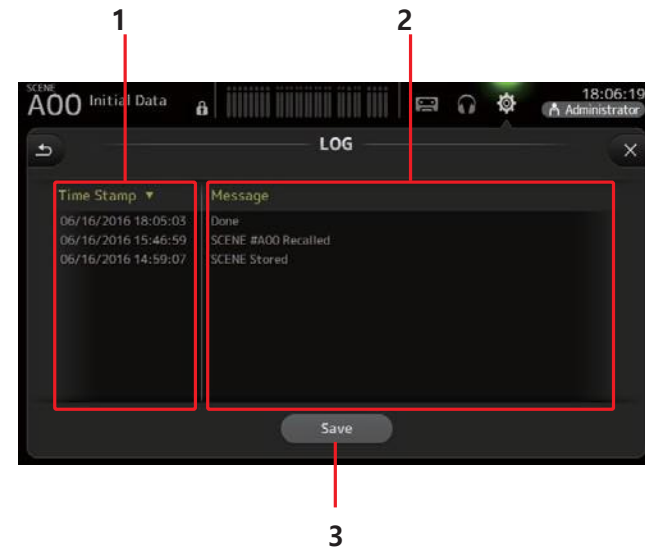 1 2
SCENE
A00 Initial Data 18:06:19
Administrator
LOG
Time Stamp ▼ Message
06/16/2016 18:05:03 Done
06/16/2016 15:46:59 SCENE #A00 Recalled
06/16/2016 14:59:07 SCENE Stored
Save
3